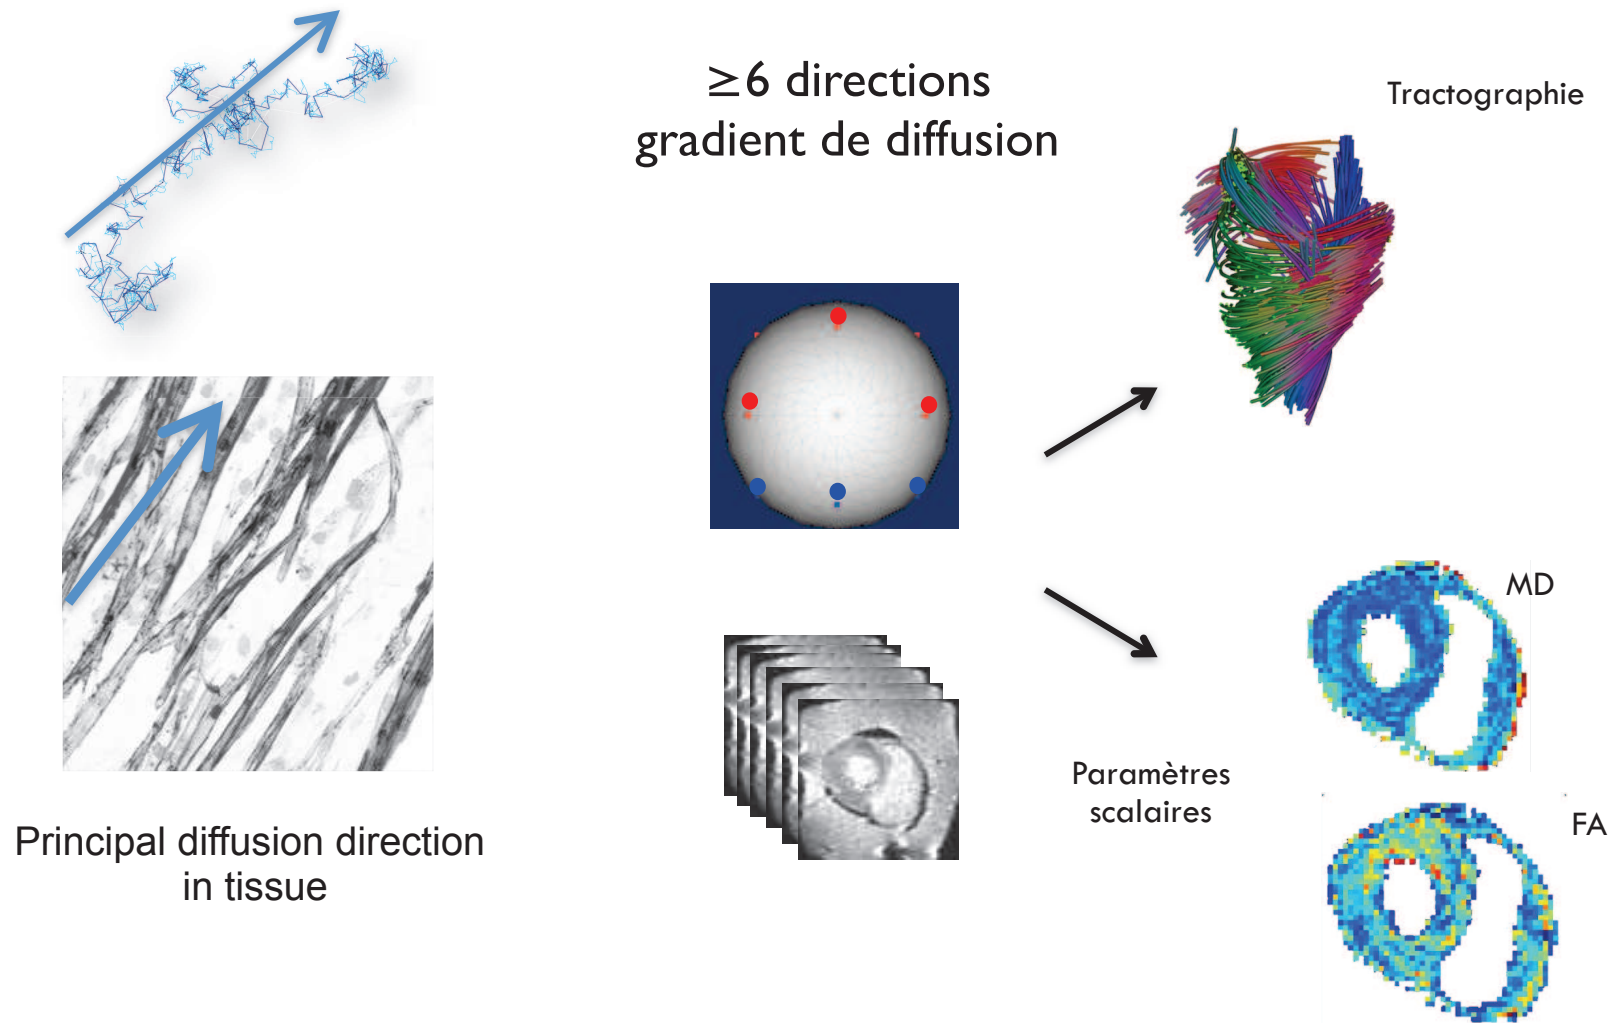 ≥6 directions
gradient de diffusion
Tractographie
Principal diffusion direction
in tissue
Paramètres
scalaires
MD
FA